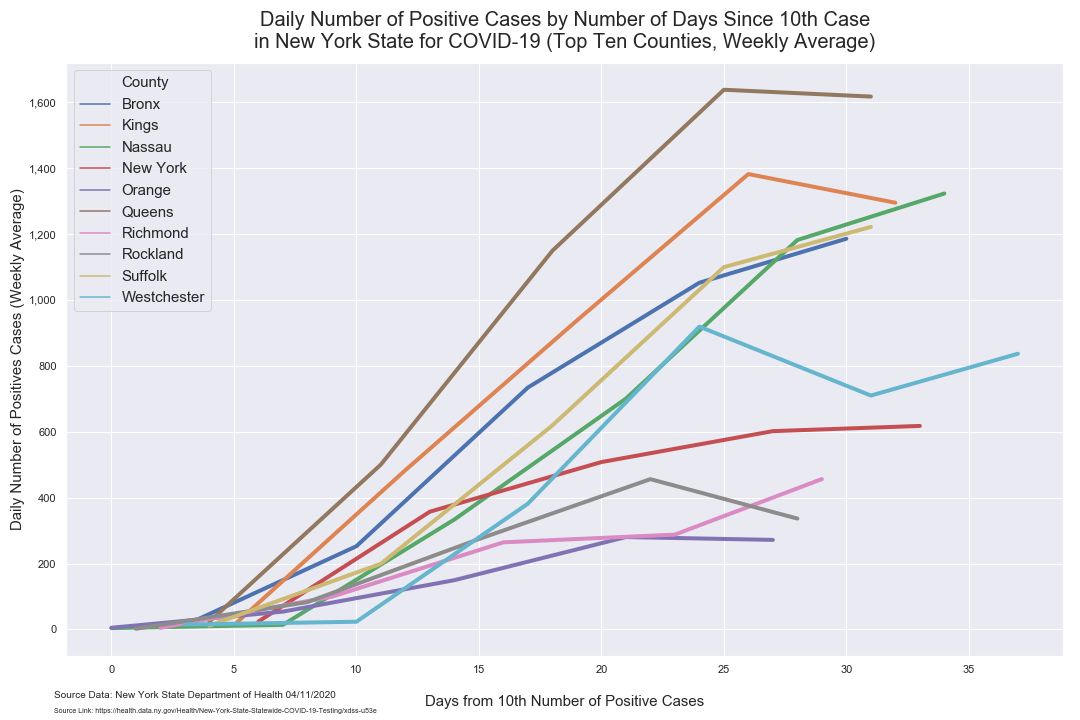 Daily Number of Positive Cases by Number of Days Since 10th Case
in New York State for COVID-19 (Top Ten Counties, Weekly Average)
Daily Number of Positives Cases (Weekly Average)
1,600
1,400
1,200
1,000
800
600
400
200
0
County
Bronx
Kings
Nassau
New York
Orange
Queens
Richmond
Rockland
Suffolk
Westchester
0 5 10 15 20 25 30 35
Days from 10th Number of Positive Cases
Source Data: New York State Department of Health 04/11/2020
Source Link: https://health.data.ny.gov/Health/New-York-State-Statewide-COVID-19-Testing/xdss-u53e